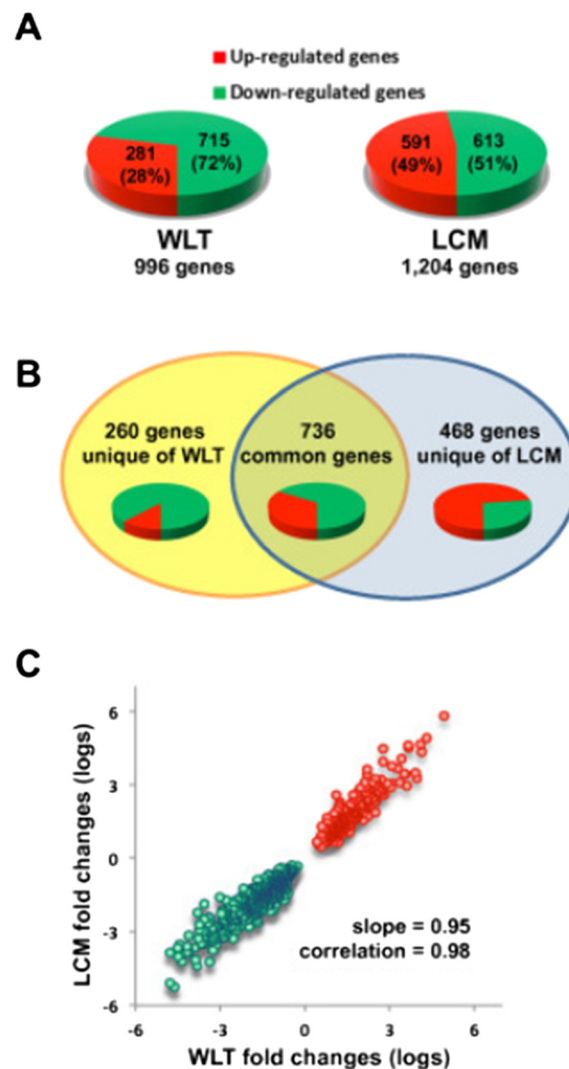 A
Up-regulated genes
Down-regulated genes
281
(28%)
715
(72%)
591
(49%)
613
(51%)
WLT
996 genes
LCM
1,204 genes
B
260 genes
unique of WLT
736
common genes
468 genes
unique of LCM
C
LCM fold changes (logs)
6
3
0
-3
-6
slope = 0.95
correlation = 0.98
-6 -3 0 3 6
WLT fold changes (logs)